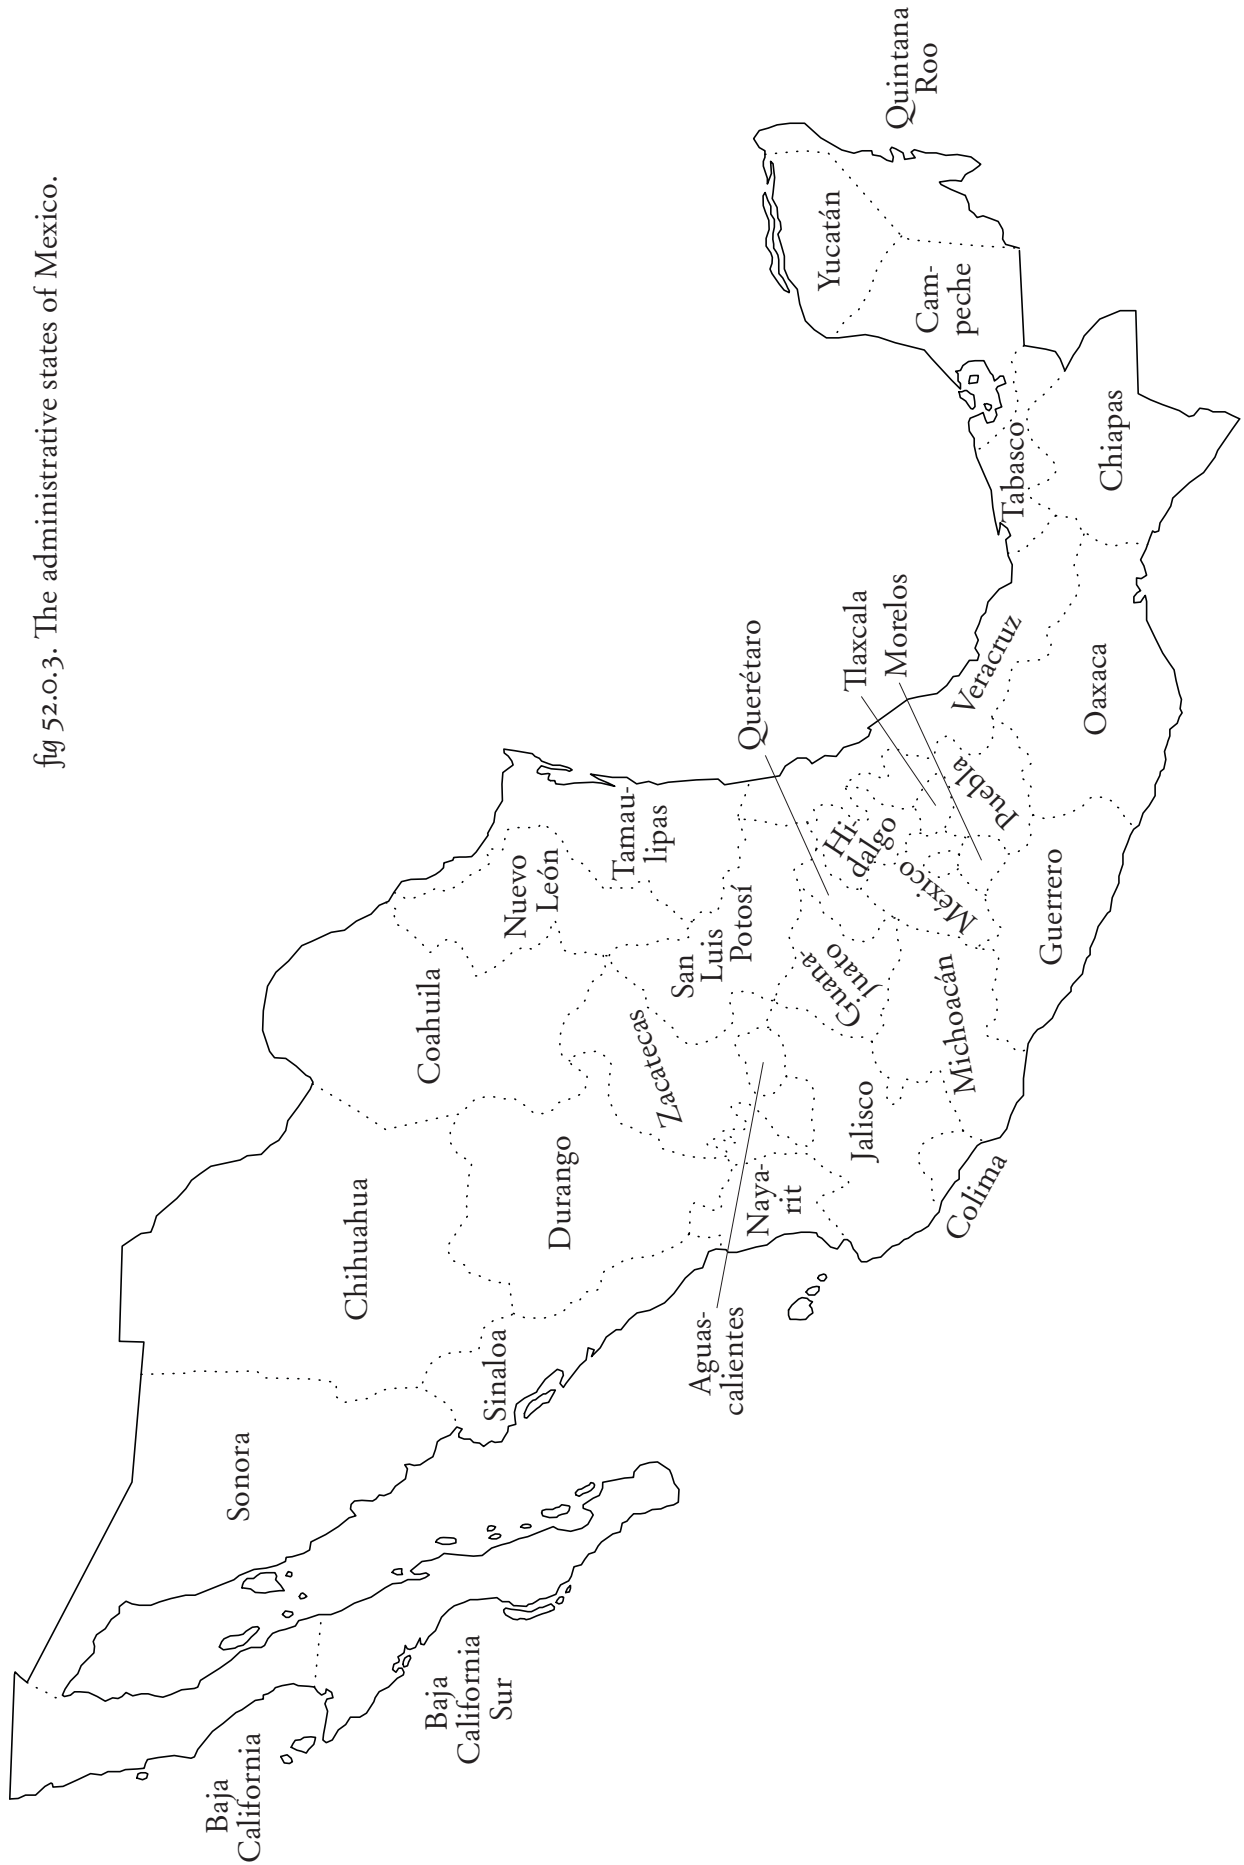 fig 52.0.3. The administrative states of Mexico.
Baja
California
Baja
California
Sur
Sonora
Chihuahua
Coahuila
Sinaloa
Durango
Nuevo
León
Tamau-
lipas
Zacatecas
San
Luis
Potosí
Aguas-
calientes
Naya-
rit
Jalisco
Colima
Guana-
juato
Querétaro
Hi-
dalgo
Michoacán
México
Tlaxcala
Morelos
Puebla
Veracruz
Guerrero
Oaxaca
Tabasco
Chiapas
Cam-
peche
Yucatán
Quintana
Roo